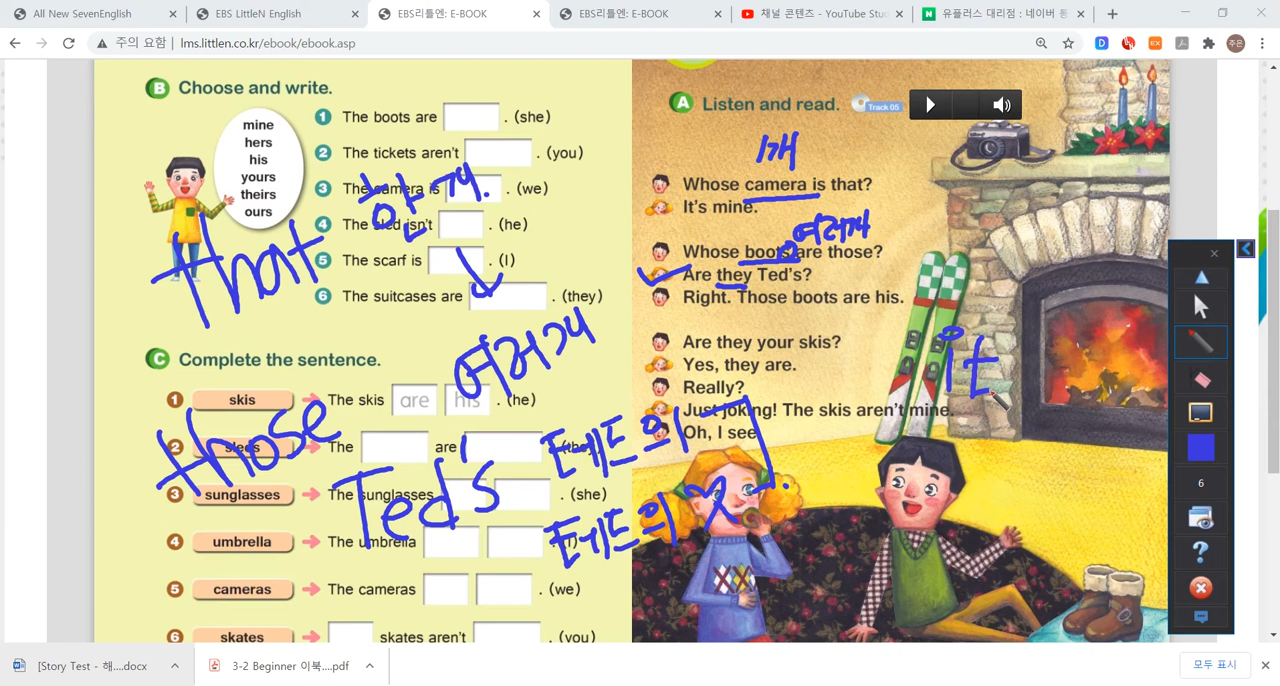 All New SevenEnglish
EBS LittleN English
EBS리틀엔: E-BOOK
EBS리틀엔: E-BOOK
채널 콘텐츠 - YouTube Stu
유플러스 대리점 : 네이버 통
주의 요함
lms.littlen.co.kr/ebook/ebook.asp
주은
B Choose and write.
mine
hers
his
yours
theirs
ours
1 The boots are . (she)
2 The tickets aren't . (you)
3 The camera is . (we)
4 The sled isn't . (he)
5 The scarf is . (I)
6 The suitcases are . (they)
한 개.
that
여러개
those
Ted's
테드의
테드의 것.
C Complete the sentence.
1 skis The skis are his . (he)
2 sleds The are . (they)
3 sunglasses The sunglasses . (she)
4 umbrella The umbrella
5 cameras The cameras . (we)
6 skates skates aren't . (you)
A Listen and read. Track 05
1개
Whose camera is that?
It's mine.
여러개
Whose boots are those?
Are they Ted's?
Right. Those boots are his.
Are they your skis?
Yes, they are.
Really?
Just joking! The skis aren't mine.
Oh, I see.
it
6
[Story Test - 해....docx
3-2 Beginner 이북....pdf
모두 표시